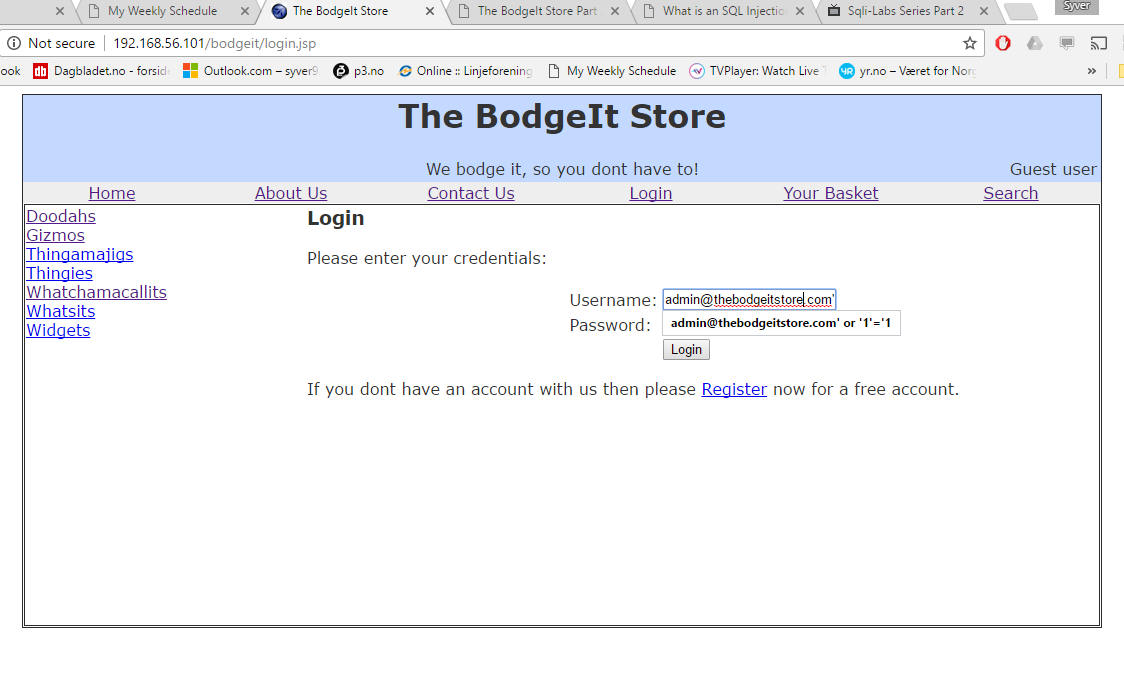 My Weekly Schedule
The BodgeIt Store
The BodgeIt Store Part
What is an SQL Injectio
Sqli-Labs Series Part 2
Syver
Not secure 192.168.56.101/bodgeit/login.jsp
ook Dagbladet.no - forsid Outlook.com – syver9 p3.no Online :: Linjeforening My Weekly Schedule TVPlayer: Watch Live T yr.no – Været for Norg »
The BodgeIt Store
We bodge it, so you dont have to! Guest user
Home About Us Contact Us Login Your Basket Search
Doodahs
Gizmos
Thingamajigs
Thingies
Whatchamacallits
Whatsits
Widgets
Login
Please enter your credentials:
Username: admin@thebodgeitstore.com'
Password: admin@thebodgeitstore.com' or '1'='1
Login
If you dont have an account with us then please Register now for a free account.